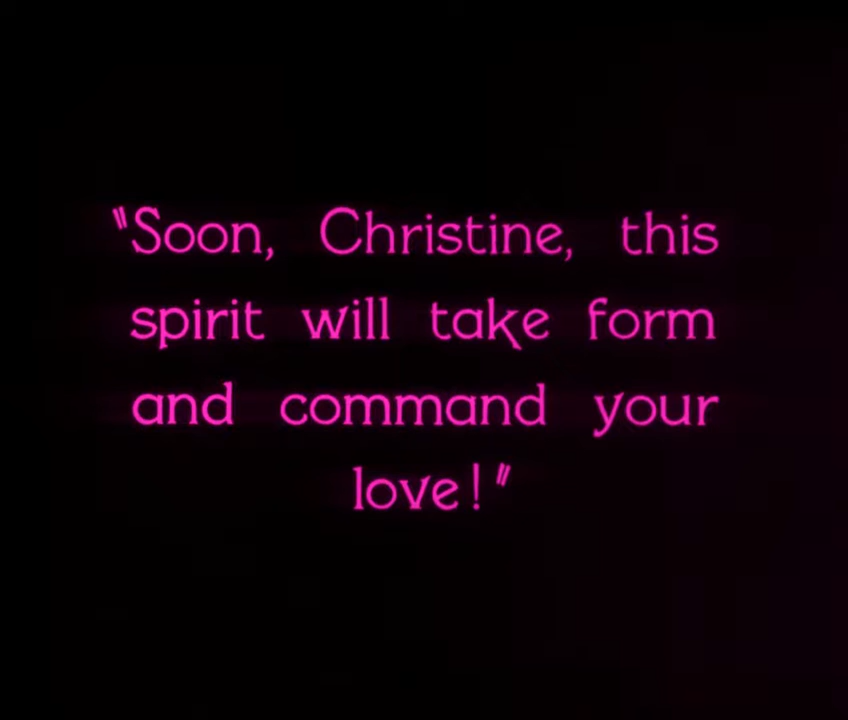 "Soon, Christine, this
spirit will take form
and command your
love!"